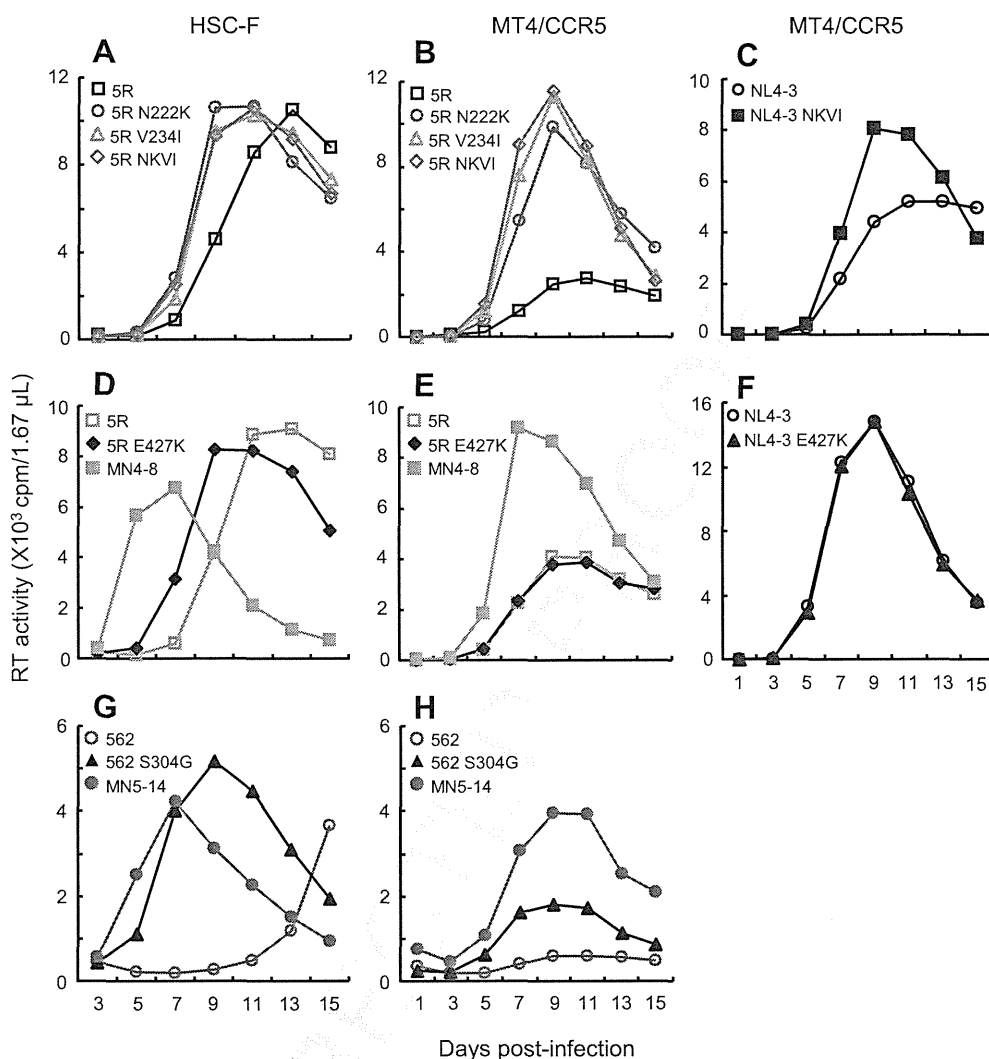 HSC-F
MT4/CCR5
MT4/CCR5
A
12
8
4
0
5R
5R N222K
5R V234I
5R NKVI
B
12
8
4
0
5R
5R N222K
5R V234I
5R NKVI
C
10
8
6
4
2
0
NL4-3
NL4-3 NKVI
RT activity (X10³ cpm/1.67 µL)
D
10
8
6
4
2
0
5R
5R E427K
MN4-8
E
10
8
6
4
2
0
5R
5R E427K
MN4-8
F
16
12
8
4
0
NL4-3
NL4-3 E427K
1 3 5 7 9 11 13 15
G
6
4
2
0
562
562 S304G
MN5-14
3 5 7 9 11 13 15
H
6
4
2
0
562
562 S304G
MN5-14
1 3 5 7 9 11 13 15
Days post-infection